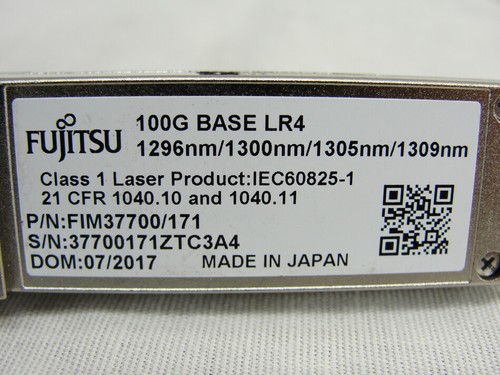 FUJITSU
100G BASE LR4
1296nm/1300nm/1305nm/1309nm
Class 1 Laser Product:IEC60825-1
21 CFR 1040.10 and 1040.11
P/N:FIM37700/171
S/N:37700171ZTC3A4
DOM:07/2017 MADE IN JAPAN